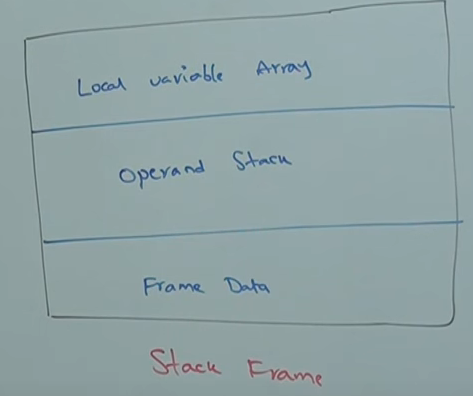 Local variable Array
Operand Stack
Frame Data
Stack Frame